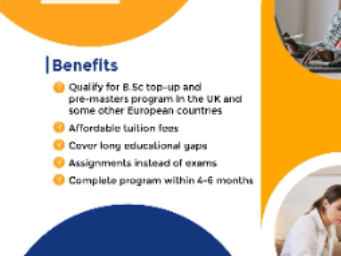 Benefits
Qualify for B.Sc top-up and
pre-masters program in the UK and
some other European countries
Affordable tuition fees
Cover long educational gaps
Assignments instead of exams
Complete program within 4-6 months